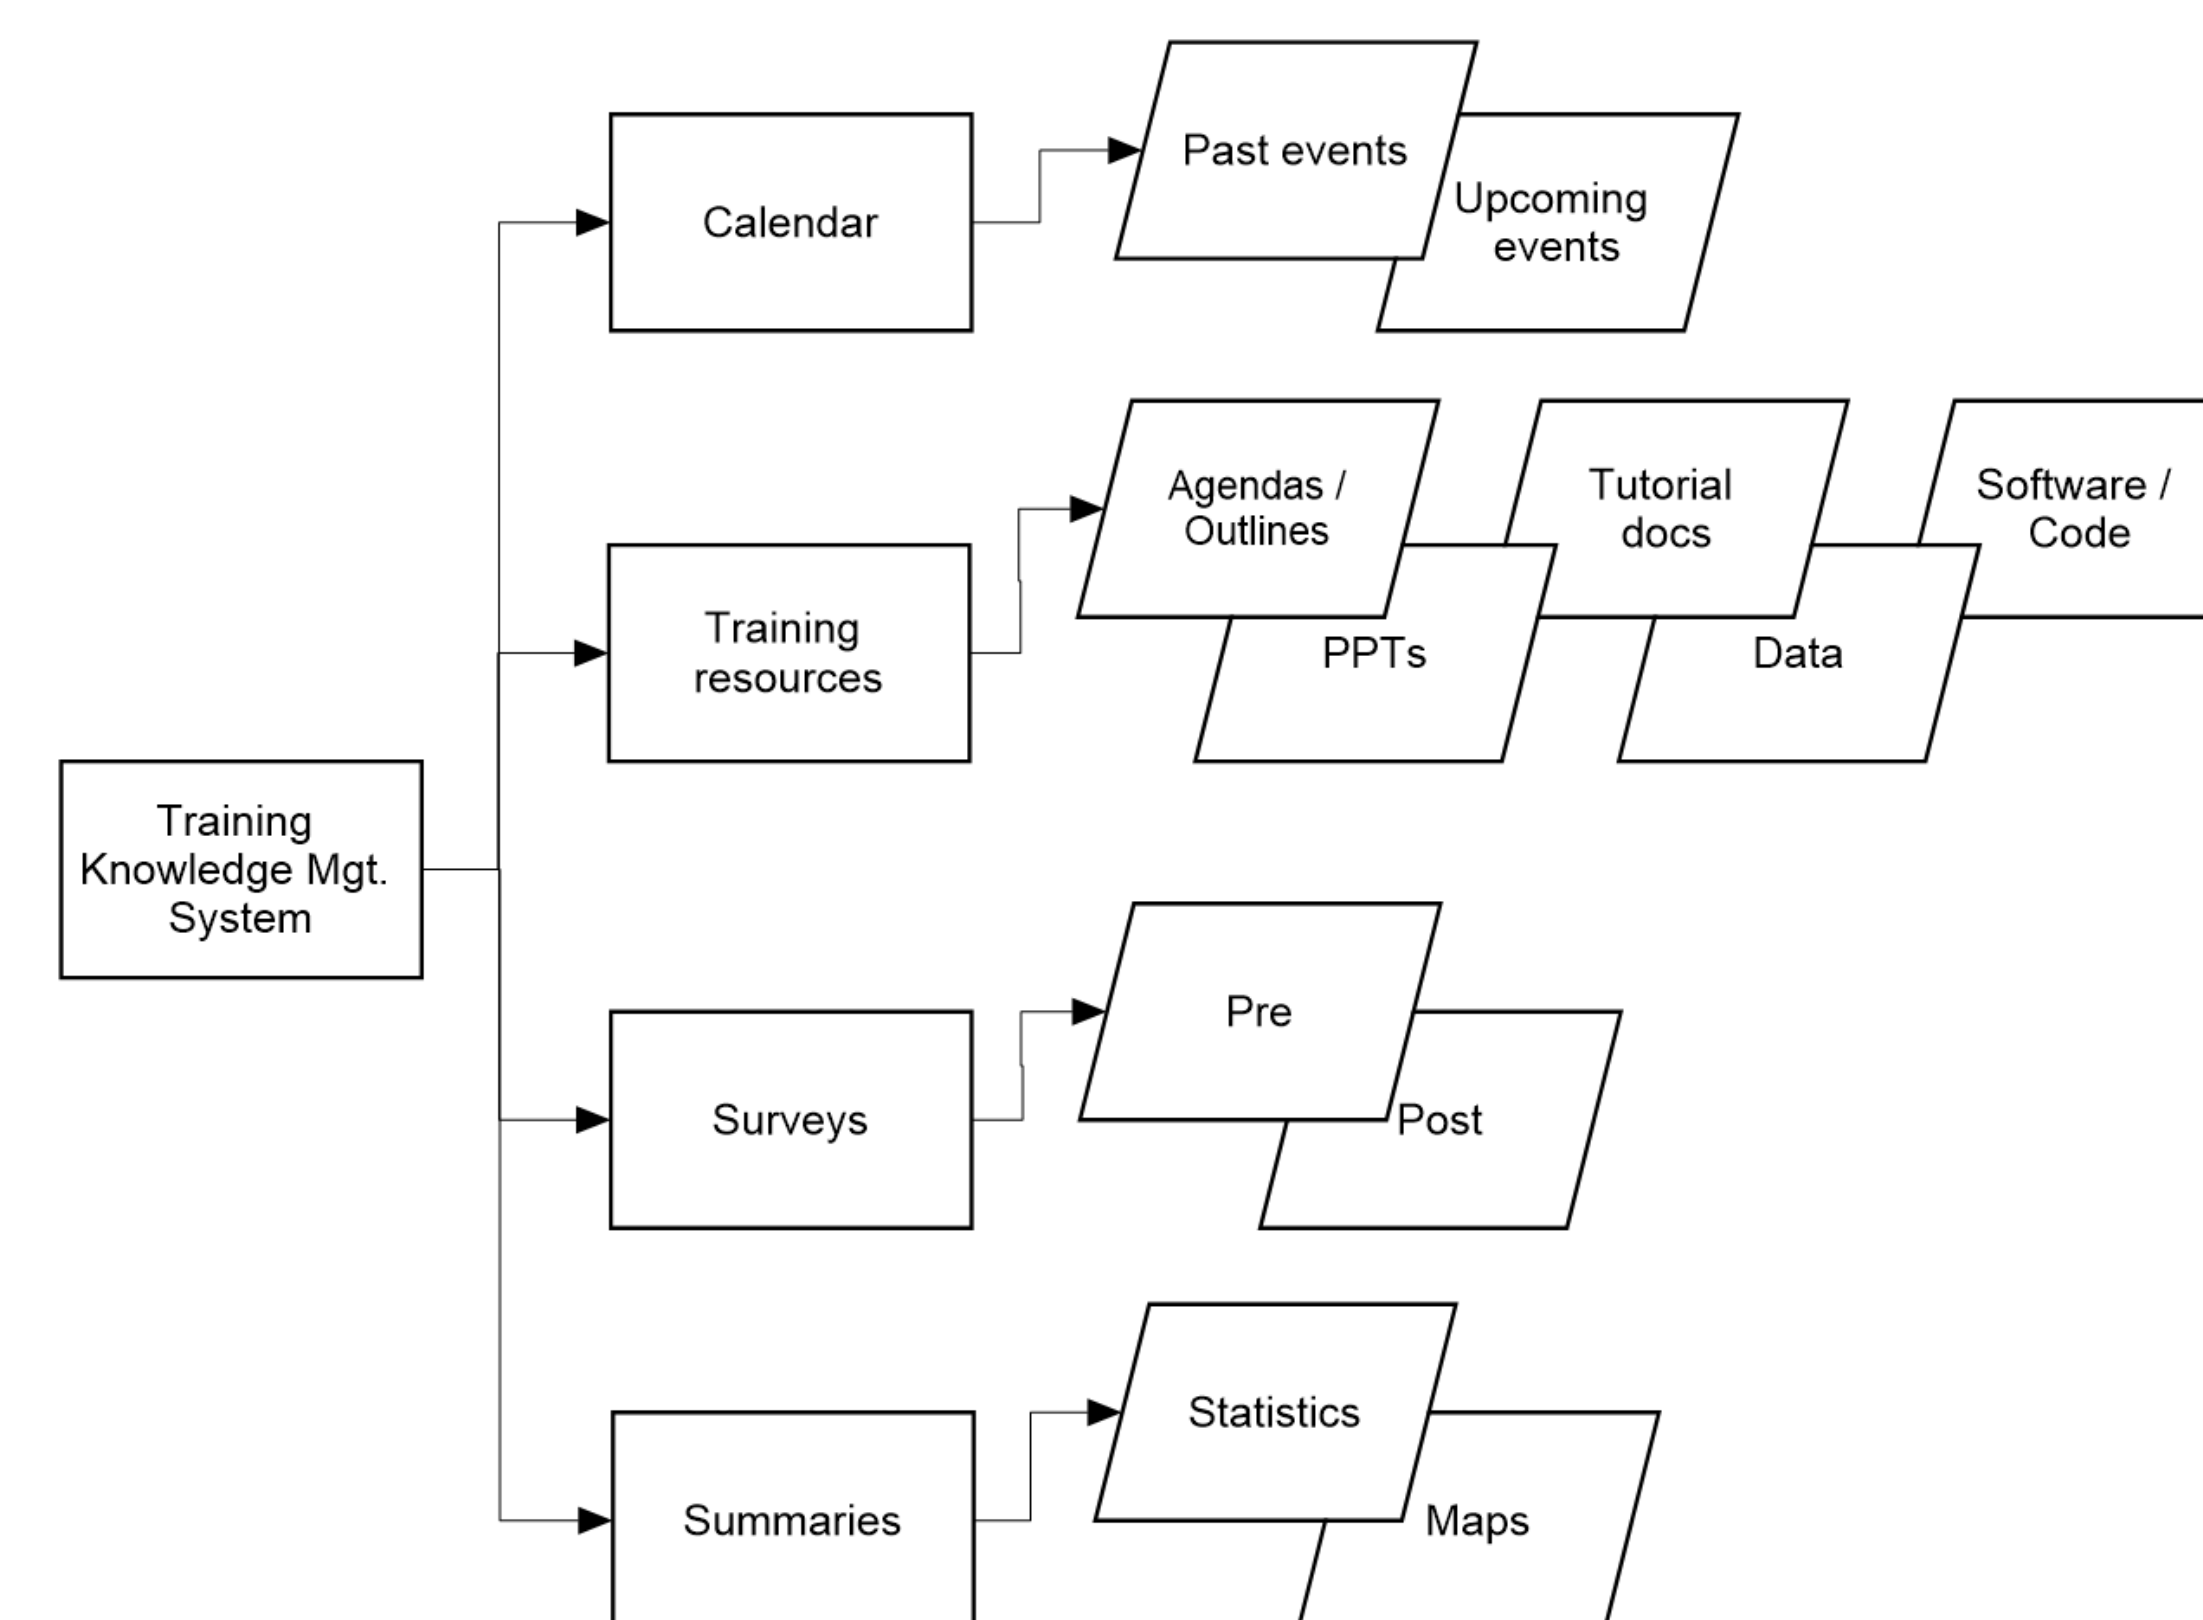 Past events
Calendar
Upcoming
events
Agendas /
Outlines
Tutorial
docs
Software /
Code
Training
resources
PPTs
Data
Training
Knowledge Mgt.
System
Pre
Surveys
Post
Statistics
Summaries
Maps